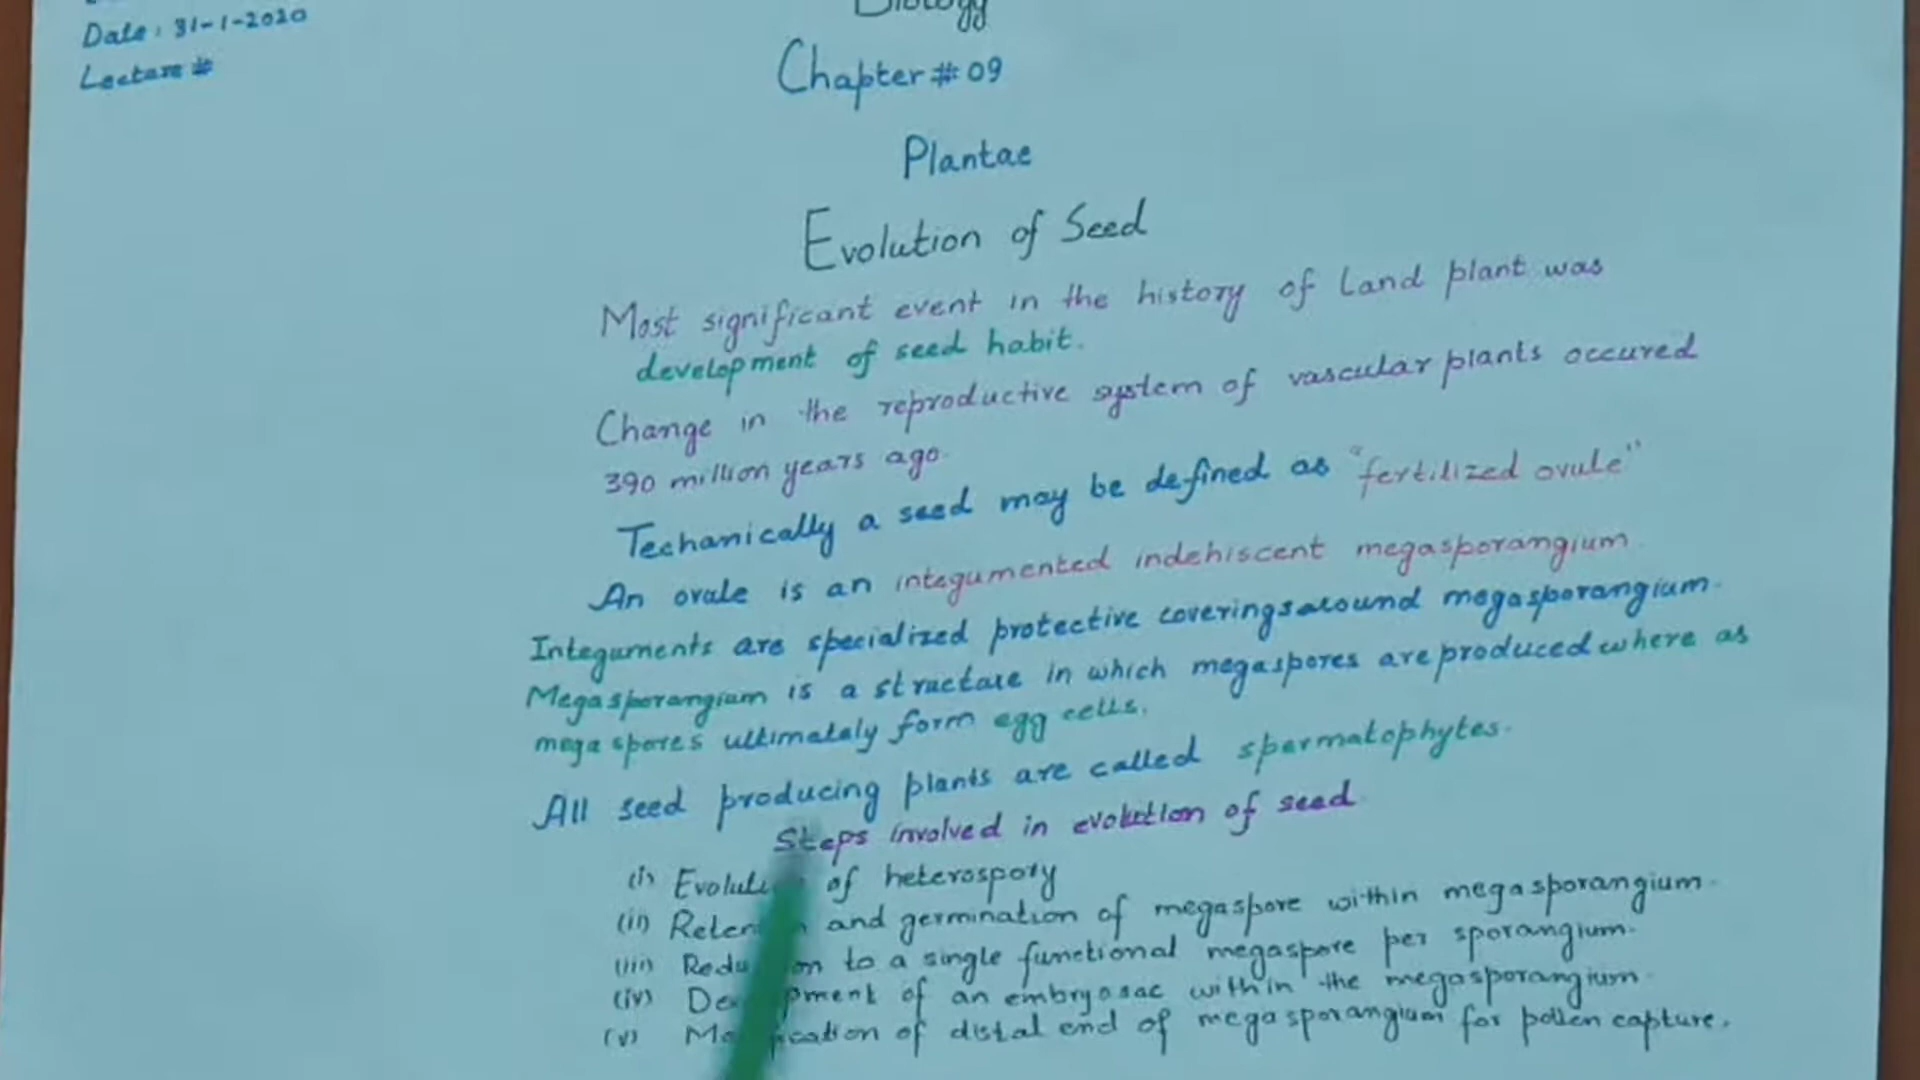 Date: 31-1-2020
Lecture #
Biology
Chapter # 09
Plantae
Evolution of Seed
Most significant event in the history of Land plant was
development of seed habit.
Change in the reproductive system of vascular plants occured
390 million years ago.
Techanically a seed may be defined as "fertilized ovule"
An ovule is an integumented indehiscent megasporangium.
Integuments are specialized protective coverings around megasporangium.
Megasporangium is a structure in which megaspores are produced where as
mega spores ultimately form egg cells.
All seed producing plants are called spermatophytes.
Steps involved in evolution of seed
(i) of heterospory
(ii) and germination of megaspore within megasporangium.
(iii) to a single functional megaspore per sporangium.
(iv) of an embryosac within the megasporangium.
(v) of distal end of megasporangium for pollen capture.